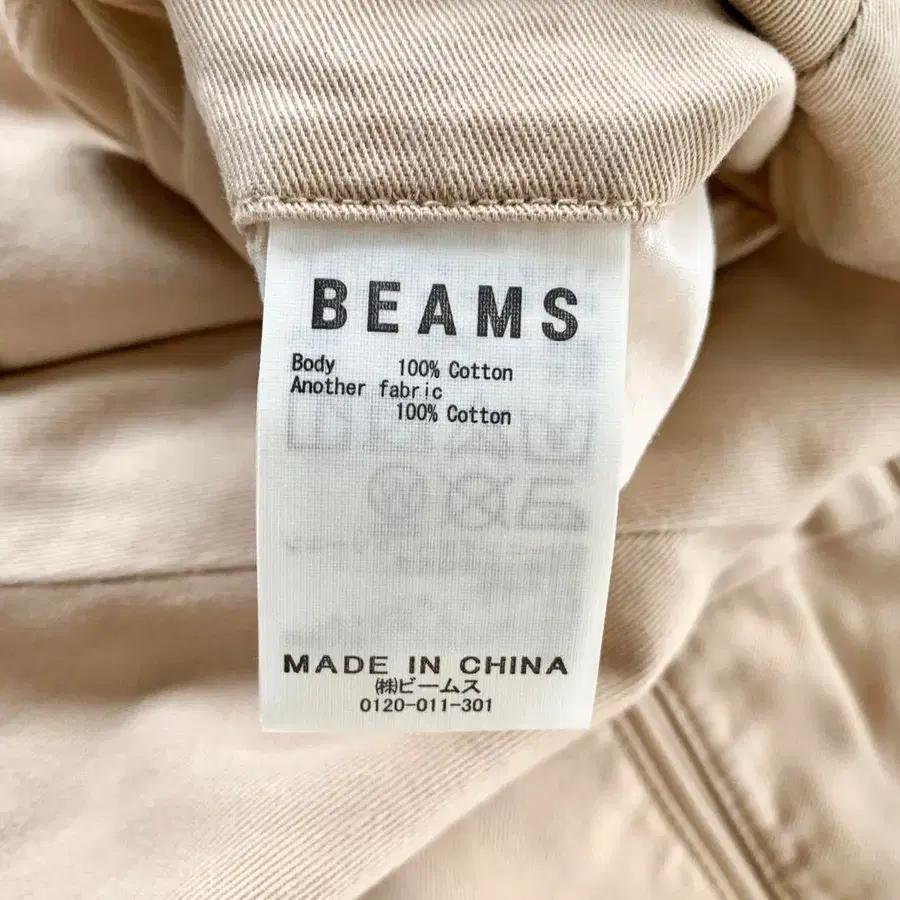 BEAMS
Body 100% Cotton
Another fabric
100% Cotton
MADE IN CHINA
㈱ビームス
0120-011-301